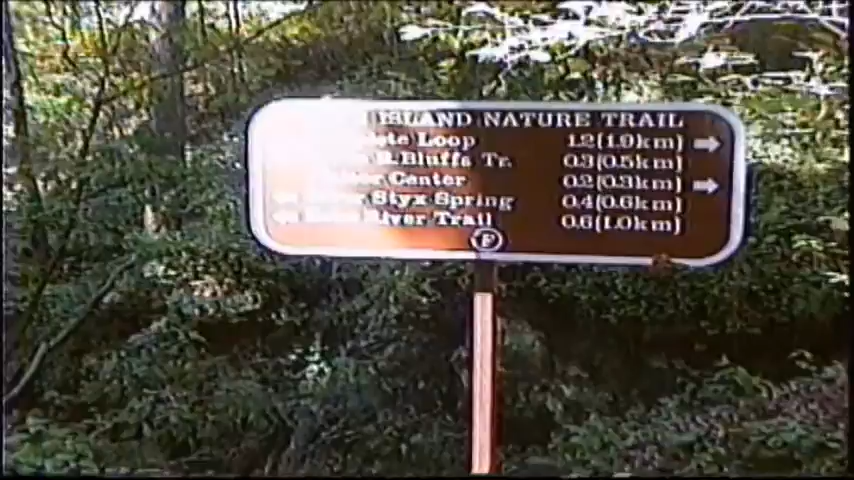 ISLAND NATURE TRAIL
Loop 1.2(1.9km)
Bluffs Tr. 0.3(0.5km)
Center 0.2(0.3km)
Styx Spring 0.4(0.6km)
River Trail 0.6(1.0km)
F